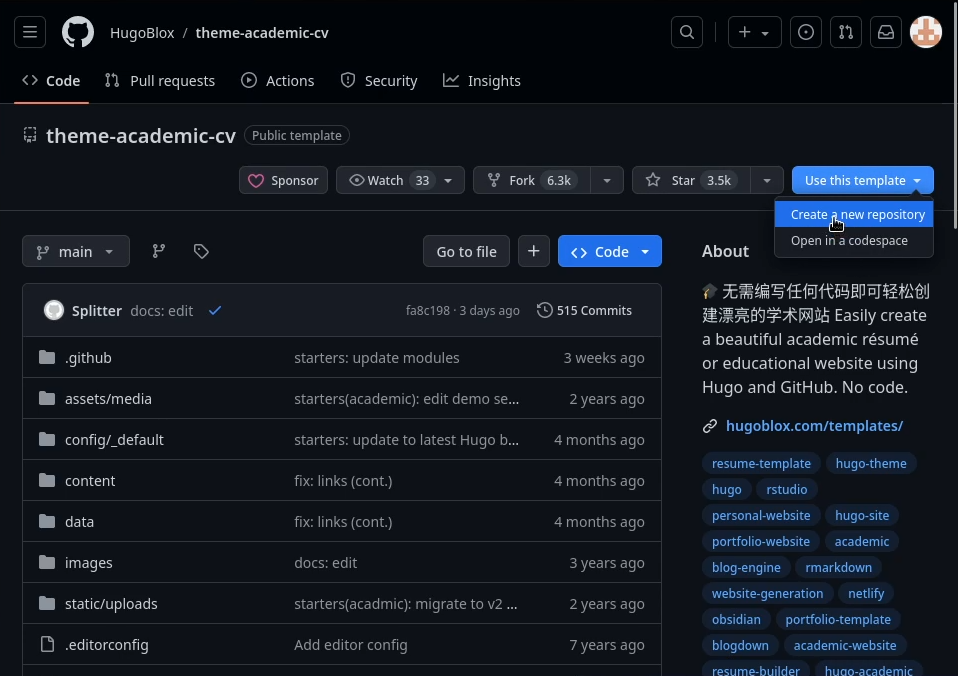 HugoBlox / theme-academic-cv
Code Pull requests Actions Security Insights
theme-academic-cv Public template
Sponsor Watch 33 Fork 6.3k Star 3.5k Use this template
Create a new repository
Open in a codespace
main Go to file Code
Splitter docs: edit fa8c198 · 3 days ago 515 Commits
.github starters: update modules 3 weeks ago
assets/media starters(academic): edit demo se... 2 years ago
config/_default starters: update to latest Hugo b... 4 months ago
content fix: links (cont.) 4 months ago
data fix: links (cont.) 4 months ago
images docs: edit 3 years ago
static/uploads starters(acadmic): migrate to v2 ... 2 years ago
.editorconfig Add editor config 7 years ago
About
🎓 无需编写任何代码即可轻松创
建漂亮的学术网站 Easily create
a beautiful academic résumé
or educational website using
Hugo and GitHub. No code.
hugoblox.com/templates/
resume-template hugo-theme
hugo rstudio
personal-website hugo-site
portfolio-website academic
blog-engine rmarkdown
website-generation netlify
obsidian portfolio-template
blogdown academic-website
resume-builder hugo-academic